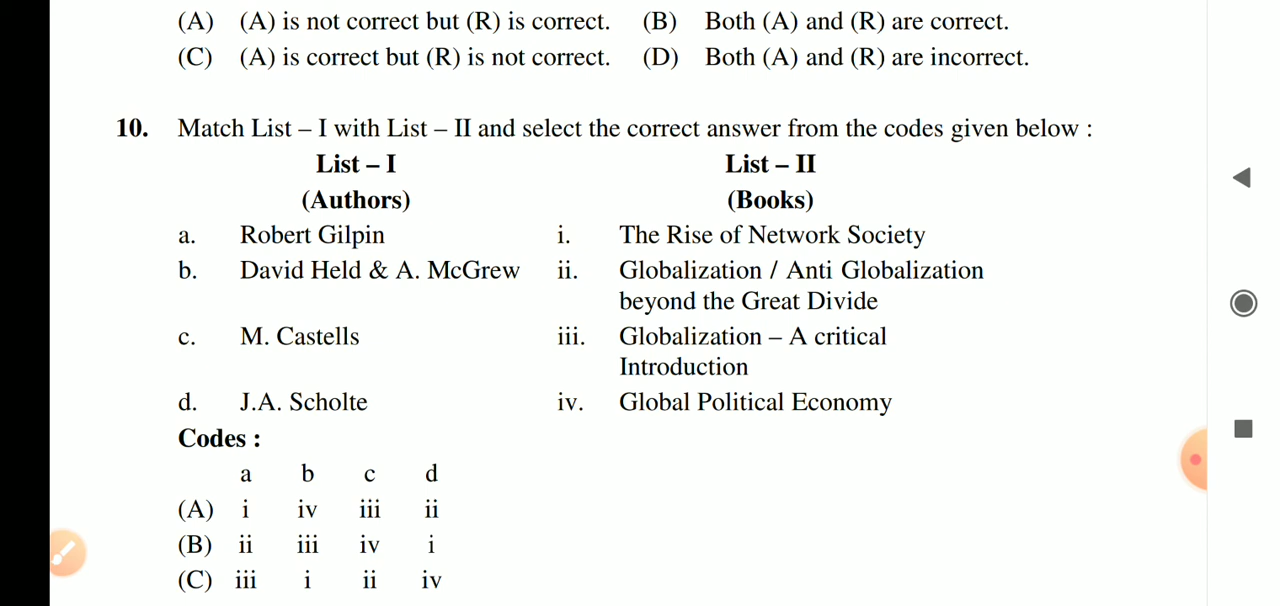 (A) (A) is not correct but (R) is correct. (B) Both (A) and (R) are correct.
(C) (A) is correct but (R) is not correct. (D) Both (A) and (R) are incorrect.
10. Match List – I with List – II and select the correct answer from the codes given below :
List – I List – II
(Authors) (Books)
a. Robert Gilpin i. The Rise of Network Society
b. David Held & A. McGrew ii. Globalization / Anti Globalization
beyond the Great Divide
c. M. Castells iii. Globalization – A critical
Introduction
d. J.A. Scholte iv. Global Political Economy
Codes :
a b c d
(A) i iv iii ii
(B) ii iii iv i
(C) iii i ii iv